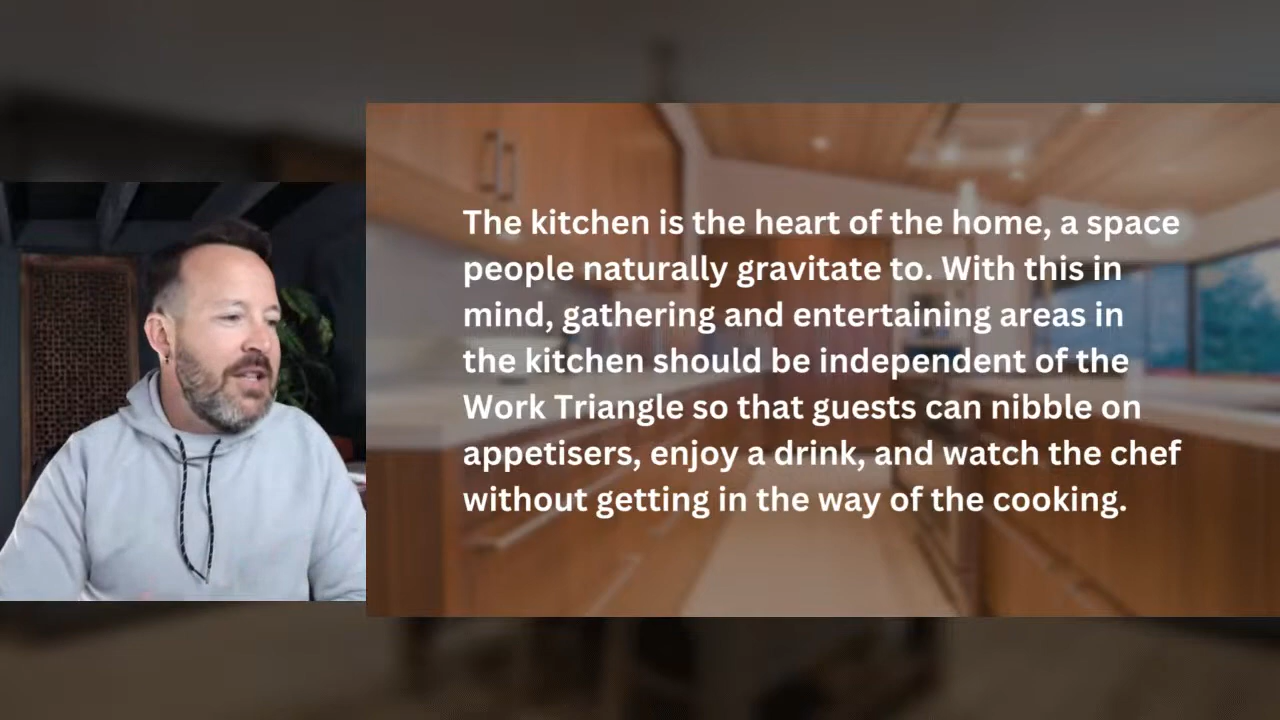 The kitchen is the heart of the home, a space
people naturally gravitate to. With this in
mind, gathering and entertaining areas in
the kitchen should be independent of the
Work Triangle so that guests can nibble on
appetisers, enjoy a drink, and watch the chef
without getting in the way of the cooking.